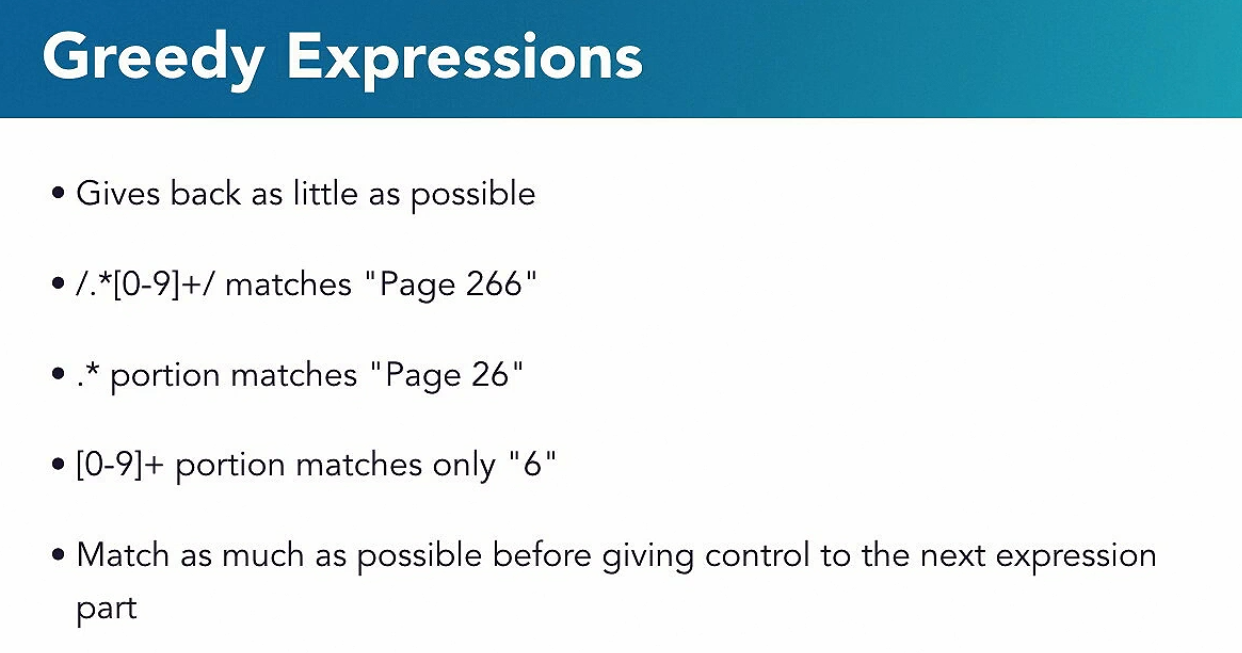 Greedy Expressions
• Gives back as little as possible
• /.*[0-9]+/ matches "Page 266"
• .* portion matches "Page 26"
• [0-9]+ portion matches only "6"
• Match as much as possible before giving control to the next expression
part